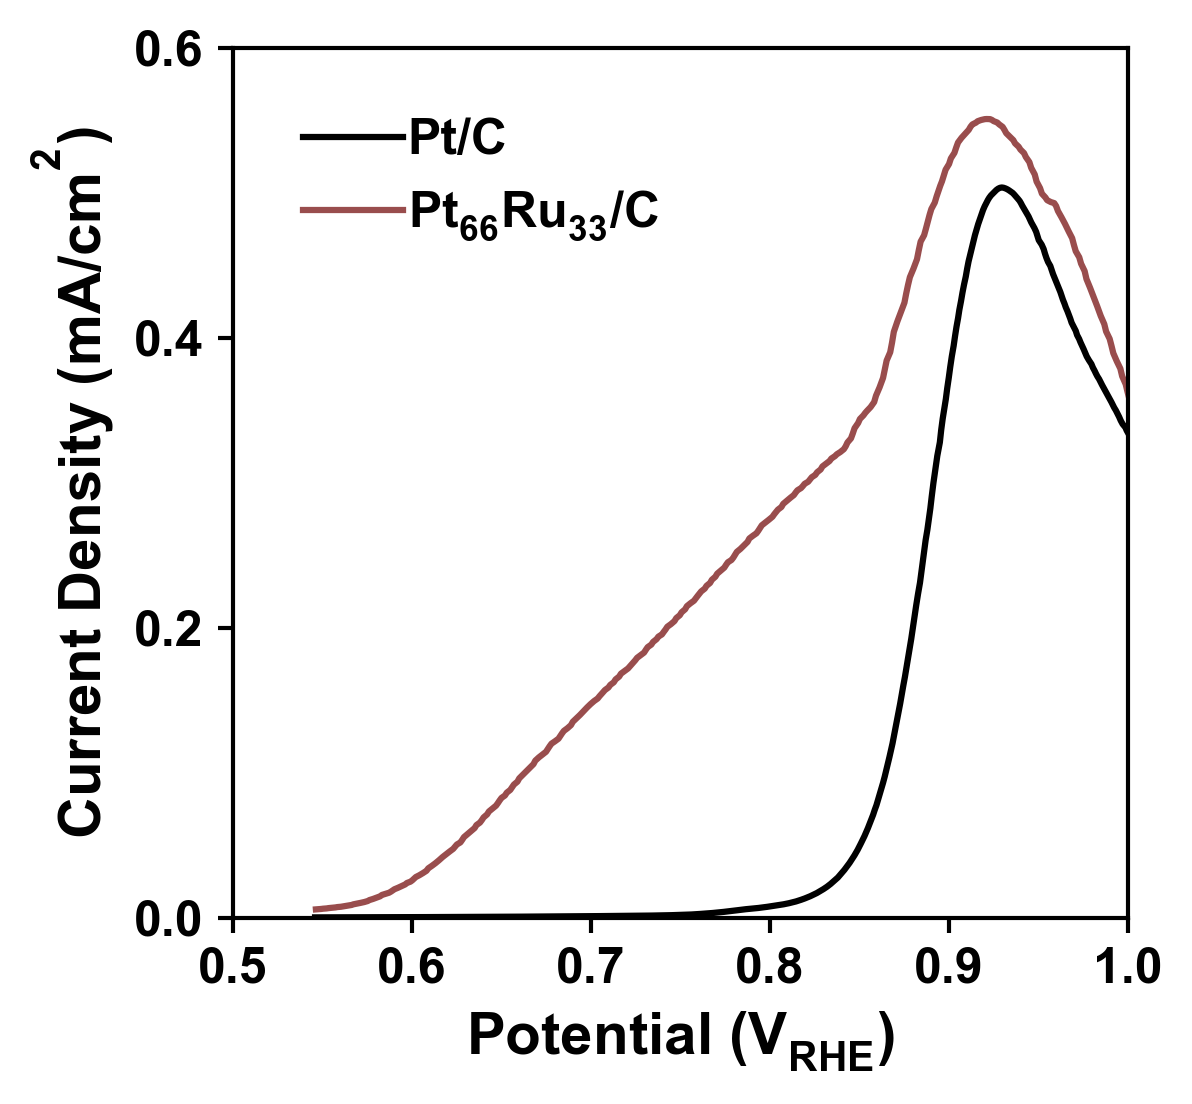 0.6
0.4
0.2
0.0
Current Density (mA/cm²)
Pt/C
Pt₆₆Ru₃₃/C
0.5 0.6 0.7 0.8 0.9 1.0
Potential (V_RHE)